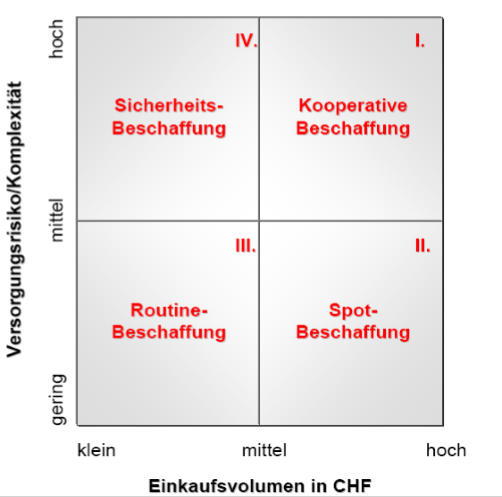 hoch
IV.
I.
Sicherheits-
Beschaffung
Kooperative
Beschaffung
Versorgungsrisiko/Komplexität
mittel
III.
II.
Routine-
Beschaffung
Spot-
Beschaffung
gering
klein
mittel
hoch
Einkaufsvolumen in CHF